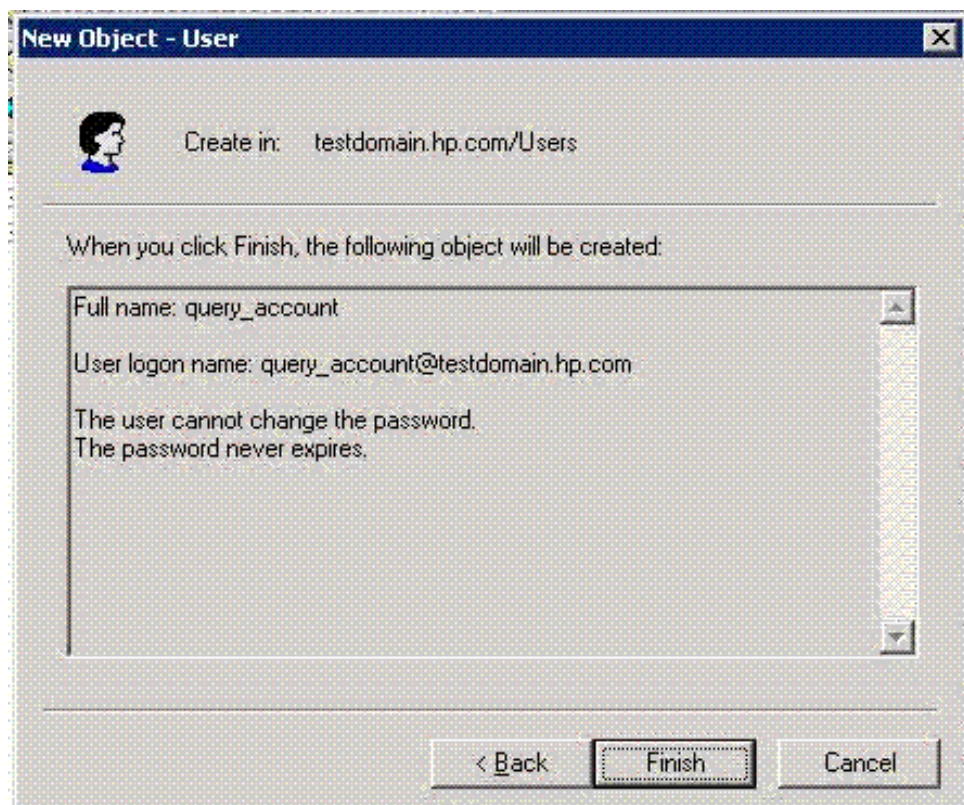 New Object - User
Create in: testdomain.hp.com/Users
When you click Finish, the following object will be created:
Full name: query_account
User logon name: query_account@testdomain.hp.com
The user cannot change the password.
The password never expires.
< Back Finish Cancel